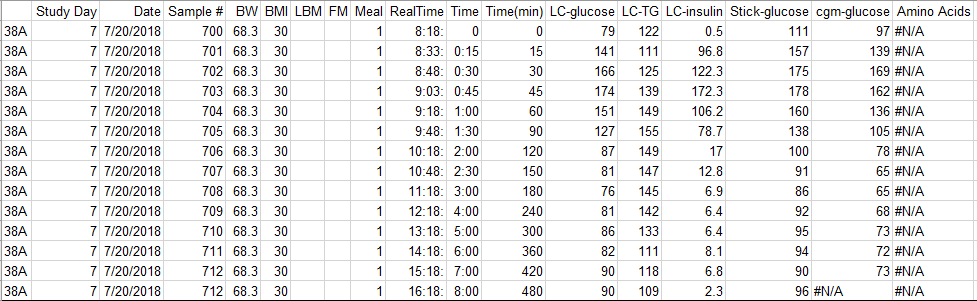 Study Day Date Sample # BW BMI LBM FM Meal RealTime Time Time(min) LC-glucose LC-TG LC-insulin Stick-glucose cgm-glucose Amino Acids
38A 7 7/20/2018 700 68.3 30 1 8:18: 0 0 79 122 0.5 111 97 #N/A
38A 7 7/20/2018 701 68.3 30 1 8:33: 0:15 15 141 111 96.8 157 139 #N/A
38A 7 7/20/2018 702 68.3 30 1 8:48: 0:30 30 166 125 122.3 175 169 #N/A
38A 7 7/20/2018 703 68.3 30 1 9:03: 0:45 45 174 139 172.3 178 162 #N/A
38A 7 7/20/2018 704 68.3 30 1 9:18: 1:00 60 151 149 106.2 160 136 #N/A
38A 7 7/20/2018 705 68.3 30 1 9:48: 1:30 90 127 155 78.7 138 105 #N/A
38A 7 7/20/2018 706 68.3 30 1 10:18: 2:00 120 87 149 17 100 78 #N/A
38A 7 7/20/2018 707 68.3 30 1 10:48: 2:30 150 81 147 12.8 91 65 #N/A
38A 7 7/20/2018 708 68.3 30 1 11:18: 3:00 180 76 145 6.9 86 65 #N/A
38A 7 7/20/2018 709 68.3 30 1 12:18: 4:00 240 81 142 6.4 92 68 #N/A
38A 7 7/20/2018 710 68.3 30 1 13:18: 5:00 300 86 133 6.4 95 73 #N/A
38A 7 7/20/2018 711 68.3 30 1 14:18: 6:00 360 82 111 8.1 94 72 #N/A
38A 7 7/20/2018 712 68.3 30 1 15:18: 7:00 420 90 118 6.8 90 73 #N/A
38A 7 7/20/2018 712 68.3 30 1 16:18: 8:00 480 90 109 2.3 96 #N/A #N/A